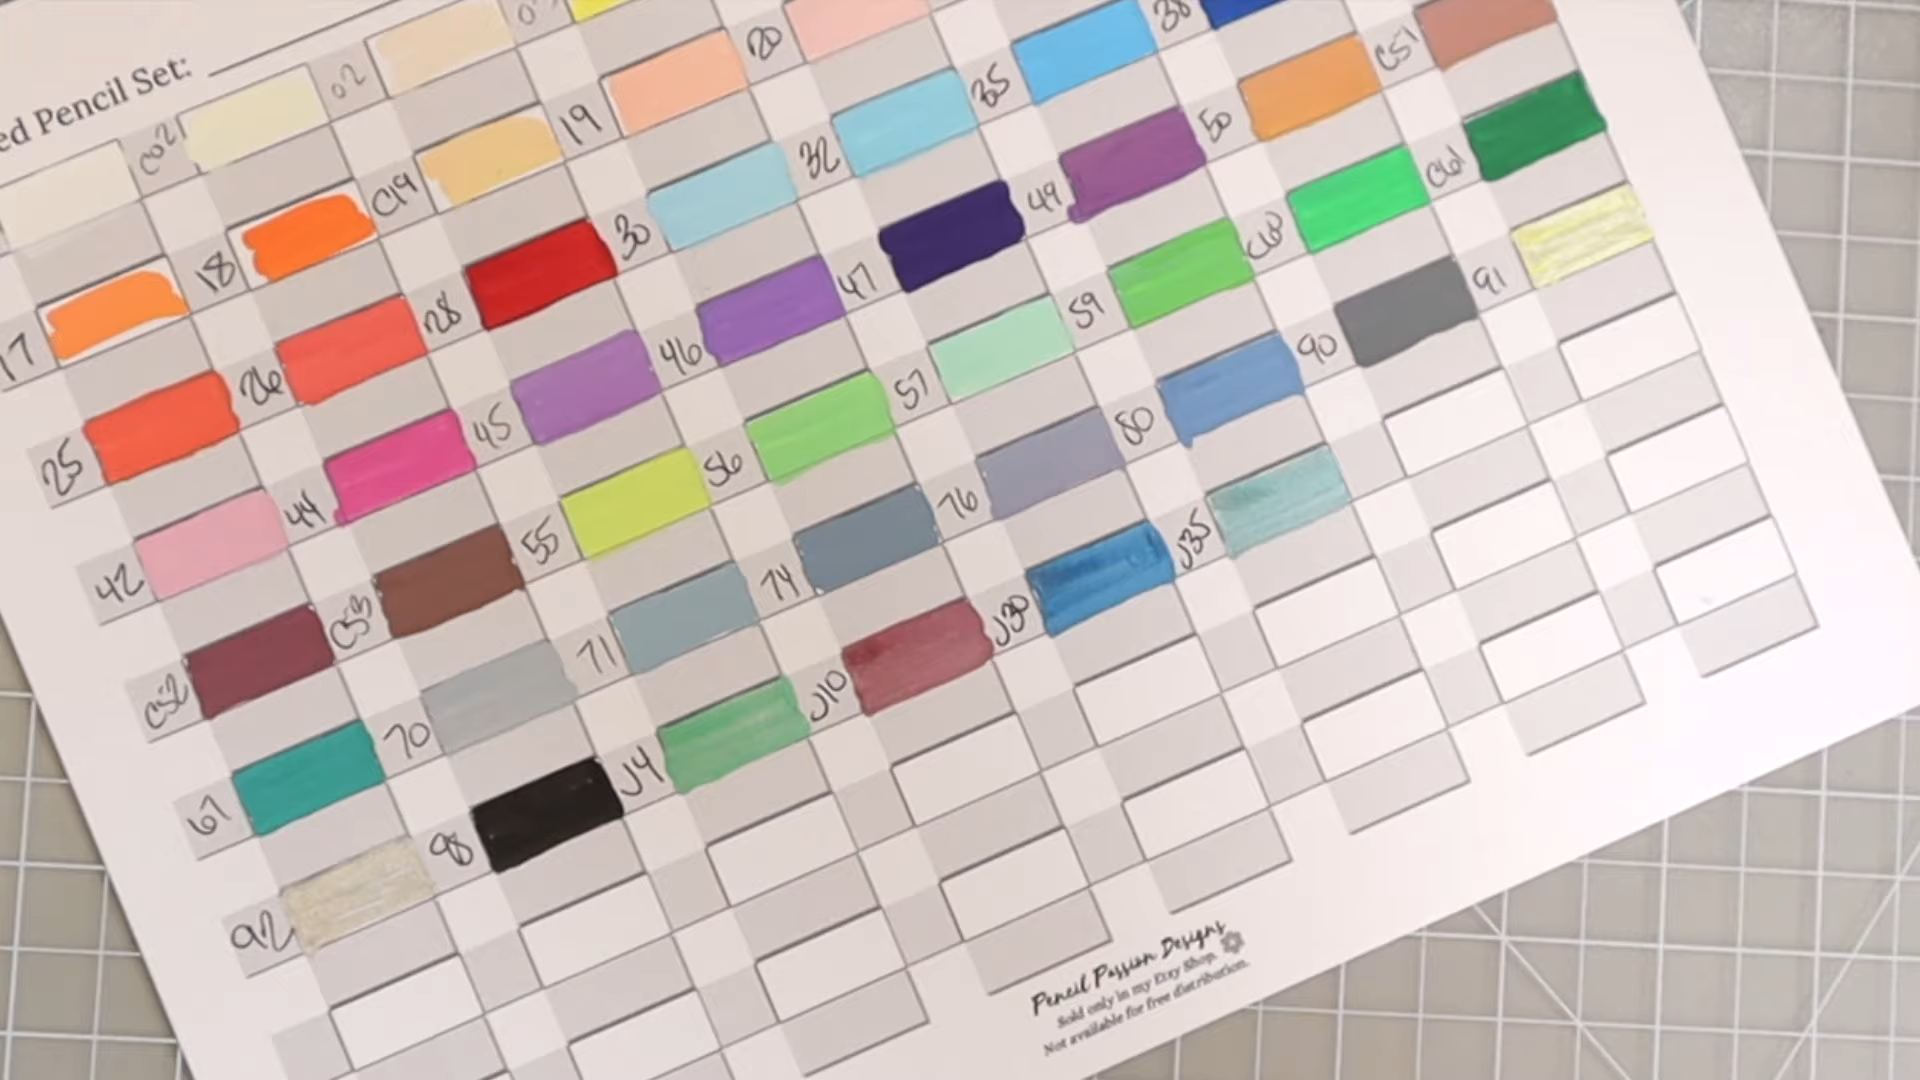 ed Pencil Set:
C02 02
17 18 C19 19 20
25 26 28 30 32 35 38
42 44 45 46 47 49 50 C51
C52 C53 55 56 57 59 C60 C61
67 70 71 74 76 80 90 91
92 98 J4 J10 J30 J35
Pencil Passion Designs
Sold only in my Etsy Shop.
Not available for free distribution.